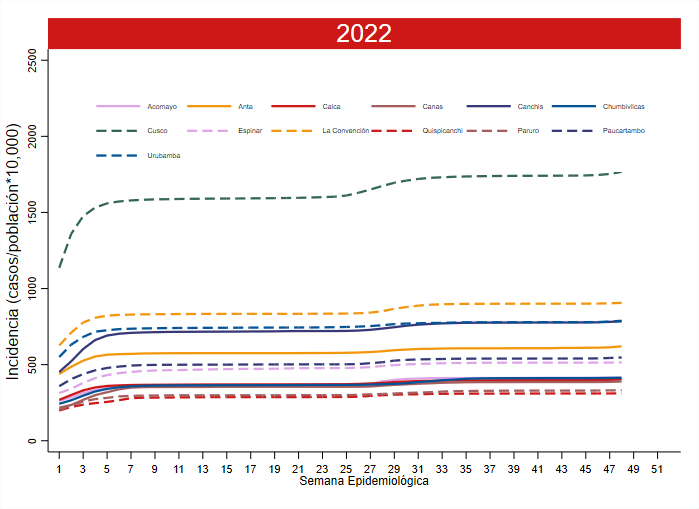 2022
Incidencia (casos/población*10,000)
2500
2000
1500
1000
500
0
Acomayo Anta Calca Canas Canchis Chumbivilcas
Cusco Espinar La Convención Quispicanchi Paruro Paucartambo
Urubamba
1 3 5 7 9 11 13 15 17 19 21 23 25 27 29 31 33 35 37 39 41 43 45 47 49 51
Semana Epidemiológica